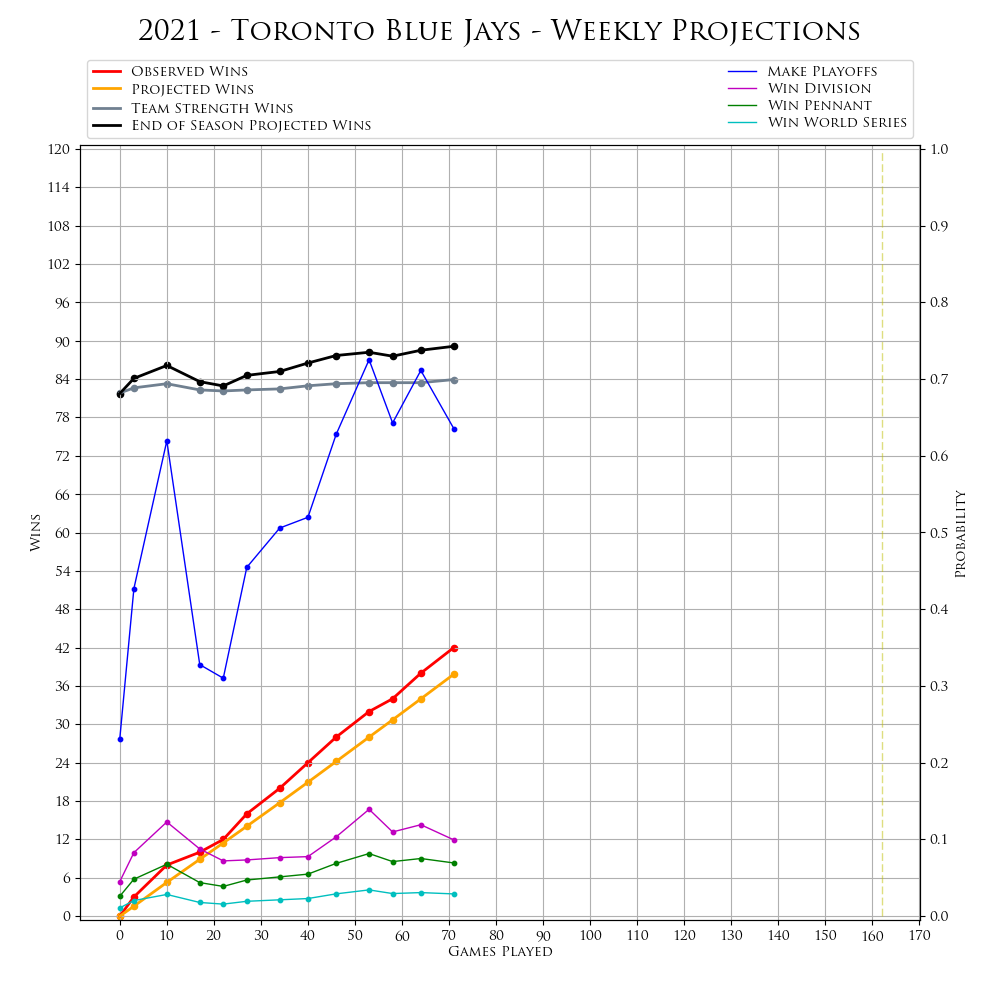 2021 - Toronto Blue Jays - Weekly Projections
Observed Wins
Projected Wins
Team Strength Wins
End of Season Projected Wins
Make Playoffs
Win Division
Win Pennant
Win World Series
120
114
108
102
96
90
84
78
72
66
60
54
48
42
36
30
24
18
12
6
0
Wins
1.0
0.9
0.8
0.7
0.6
0.5
0.4
0.3
0.2
0.1
0.0
Probability
0 10 20 30 40 50 60 70 80 90 100 110 120 130 140 150 160 170
Games Played